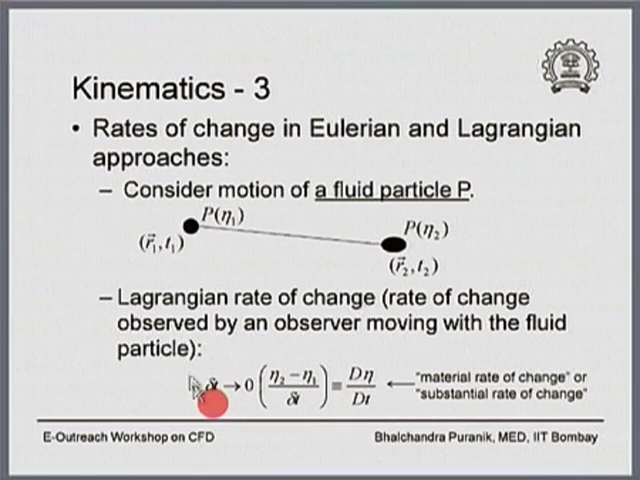 Kinematics - 3
• Rates of change in Eulerian and Lagrangian
approaches:
– Consider motion of a fluid particle P.
P(η₁)
P(η₂)
(r⃗₁,t₁)
(r⃗₂,t₂)
– Lagrangian rate of change (rate of change
observed by an observer moving with the fluid
particle):
δt → 0 ( (η₂ − η₁) / δt ) ≡ Dη / Dt ← "material rate of change" or
"substantial rate of change"
E-Outreach Workshop on CFD
Bhalchandra Puranik, MED, IIT Bombay